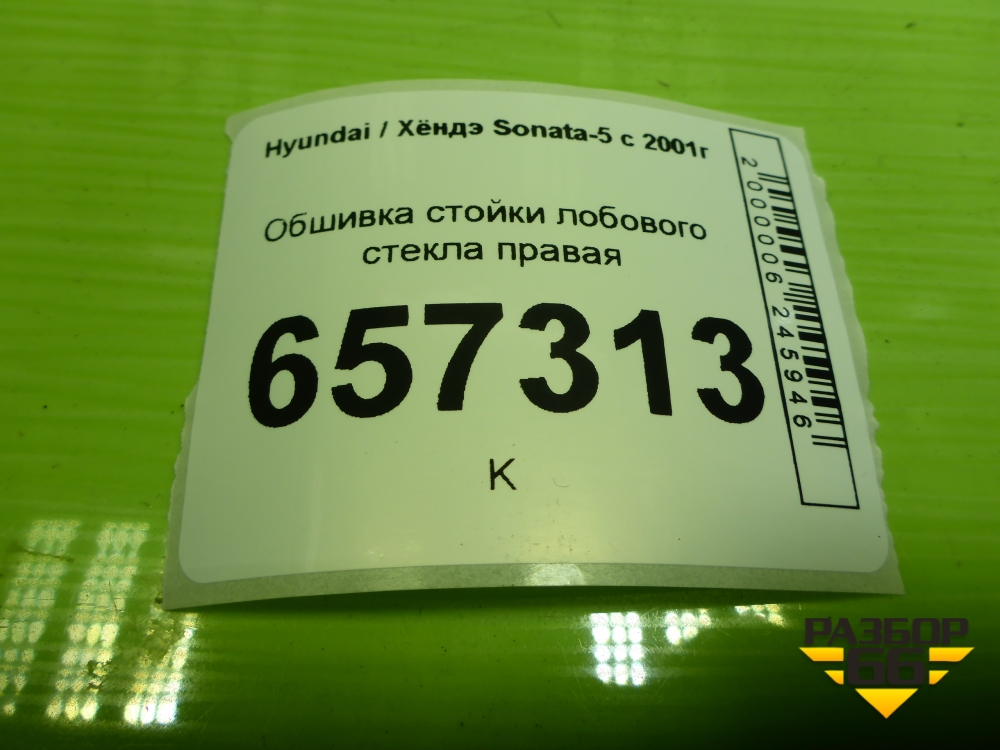 Hyundai / Хёндэ Sonata-5 с 2001г
Обшивка стойки лобового
стекла правая
657313
К
2000006245946
РАЗБОР
66